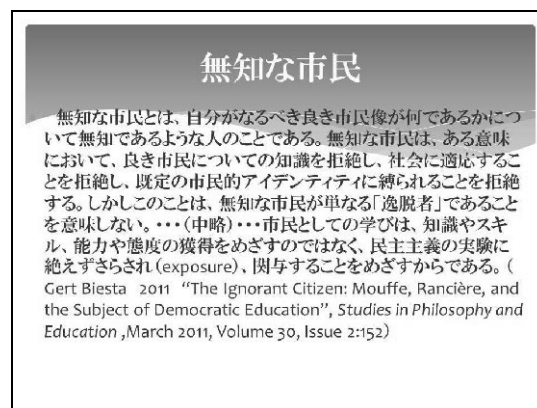 無知な市民
無知な市民とは、自分がなるべき良き市民像が何であるかにつ
いて無知であるような人のことである。無知な市民は、ある意味
において、良き市民についての知識を拒絶し、社会に適応するこ
とを拒絶し、既定の市民的アイデンティティに縛られることを拒絶
する。しかしこのことは、無知な市民が単なる「逸脱者」であること
を意味しない。・・・(中略)・・・市民としての学びは、知識やスキ
ル、能力や態度の獲得をめざすのではなく、民主主義の実験に
絶えずさらされ(exposure)、関与することをめざすからである。(
Gert Biesta 2011 “The Ignorant Citizen: Mouffe, Rancière, and
the Subject of Democratic Education”, Studies in Philosophy and
Education ,March 2011, Volume 30, Issue 2:152)